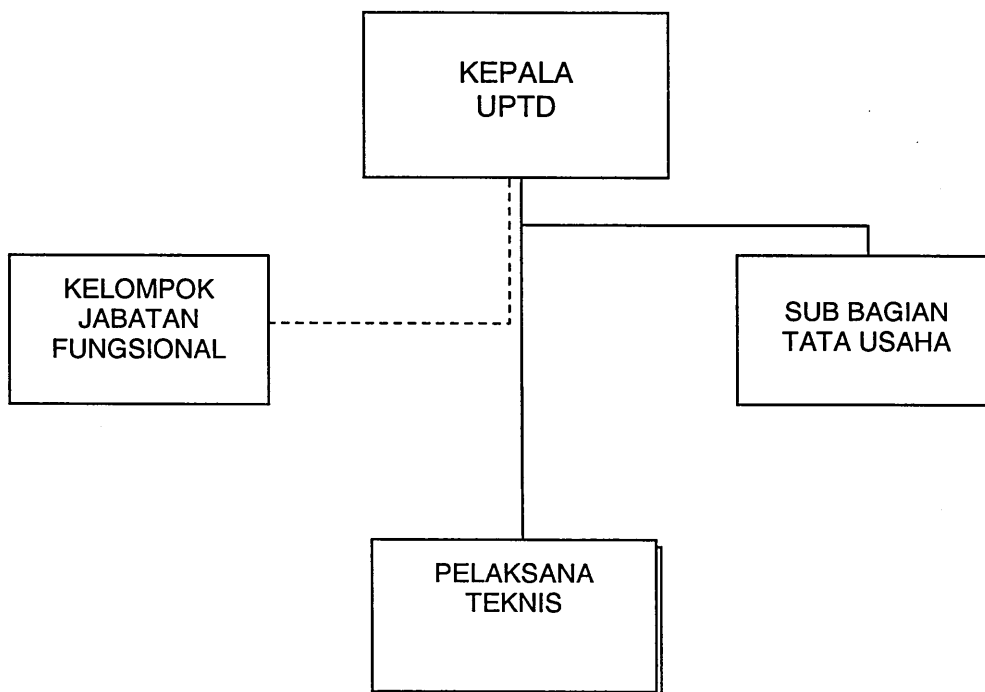 KEPALA
UPTD
KELOMPOK
JABATAN
FUNGSIONAL
SUB BAGIAN
TATA USAHA
PELAKSANA
TEKNIS